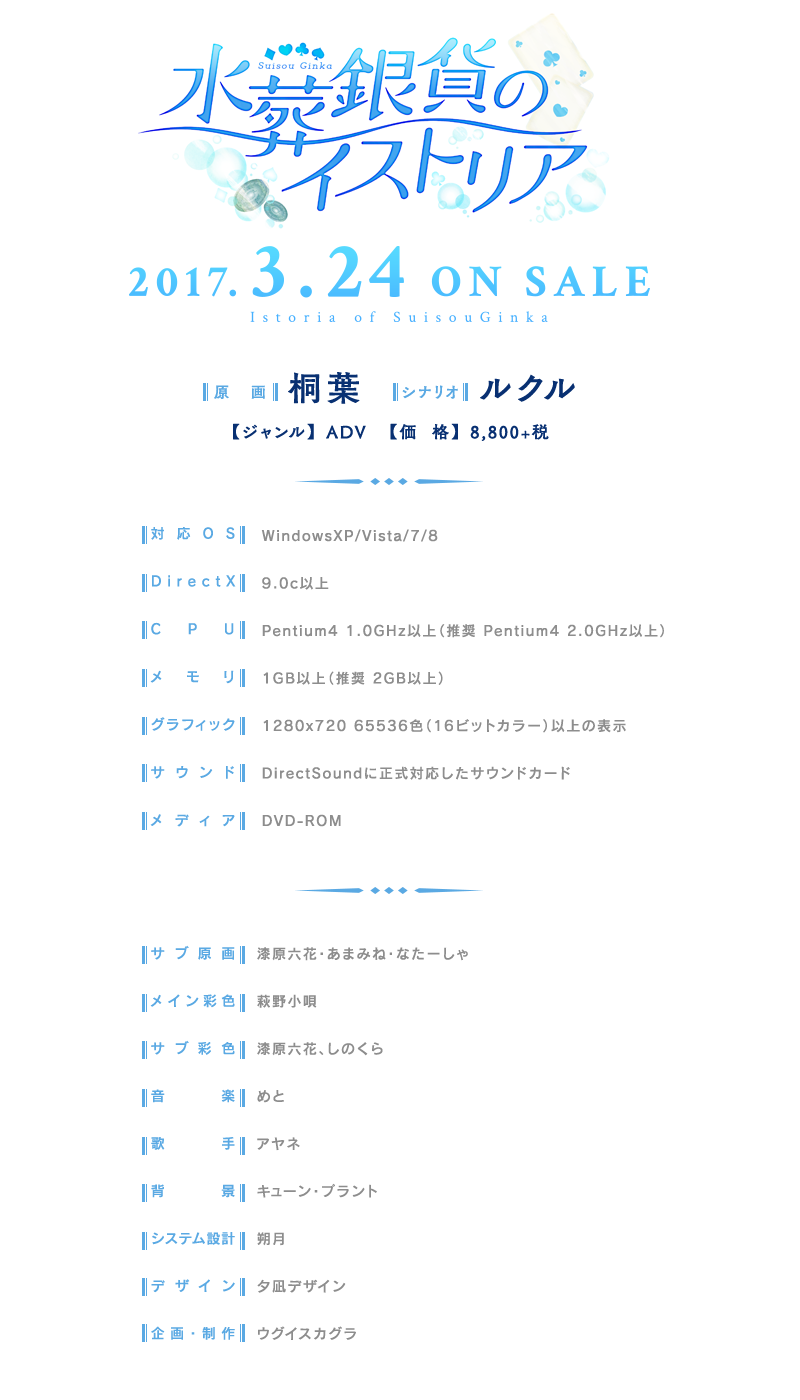 水葬銀貨の
Suisou Ginka
イストリア
2017. 3.24 ON SALE
Istoria of SuisouGinka
原 画 桐葉 シナリオ ルクル
【ジャンル】ADV 【価 格】8,800+税
対応OS WindowsXP/Vista/7/8
DirectX 9.0c以上
CPU Pentium4 1.0GHz以上(推奨 Pentium4 2.0GHz以上)
メモリ 1GB以上(推奨 2GB以上)
グラフィック 1280x720 65536色(16ビットカラー)以上の表示
サウンド DirectSoundに正式対応したサウンドカード
メディア DVD-ROM
サブ原画 漆原六花・あまみね・なたーしゃ
メイン彩色 萩野小唄
サブ彩色 漆原六花、しのくら
音楽 めと
歌手 アヤネ
背景 キューン・プラント
システム設計 朔月
デザイン 夕凪デザイン
企画・制作 ウグイスカグラ